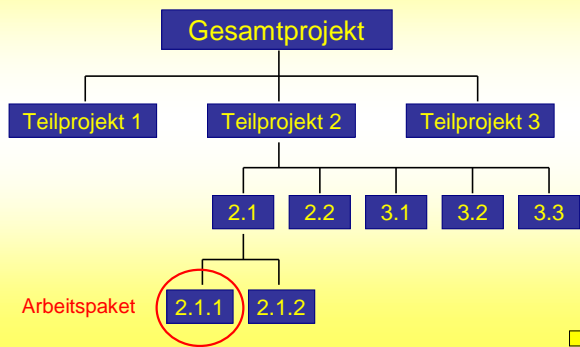 Gesamtprojekt
Teilprojekt 1
Teilprojekt 2
Teilprojekt 3
2.1
2.2
3.1
3.2
3.3
Arbeitspaket
2.1.1
2.1.2